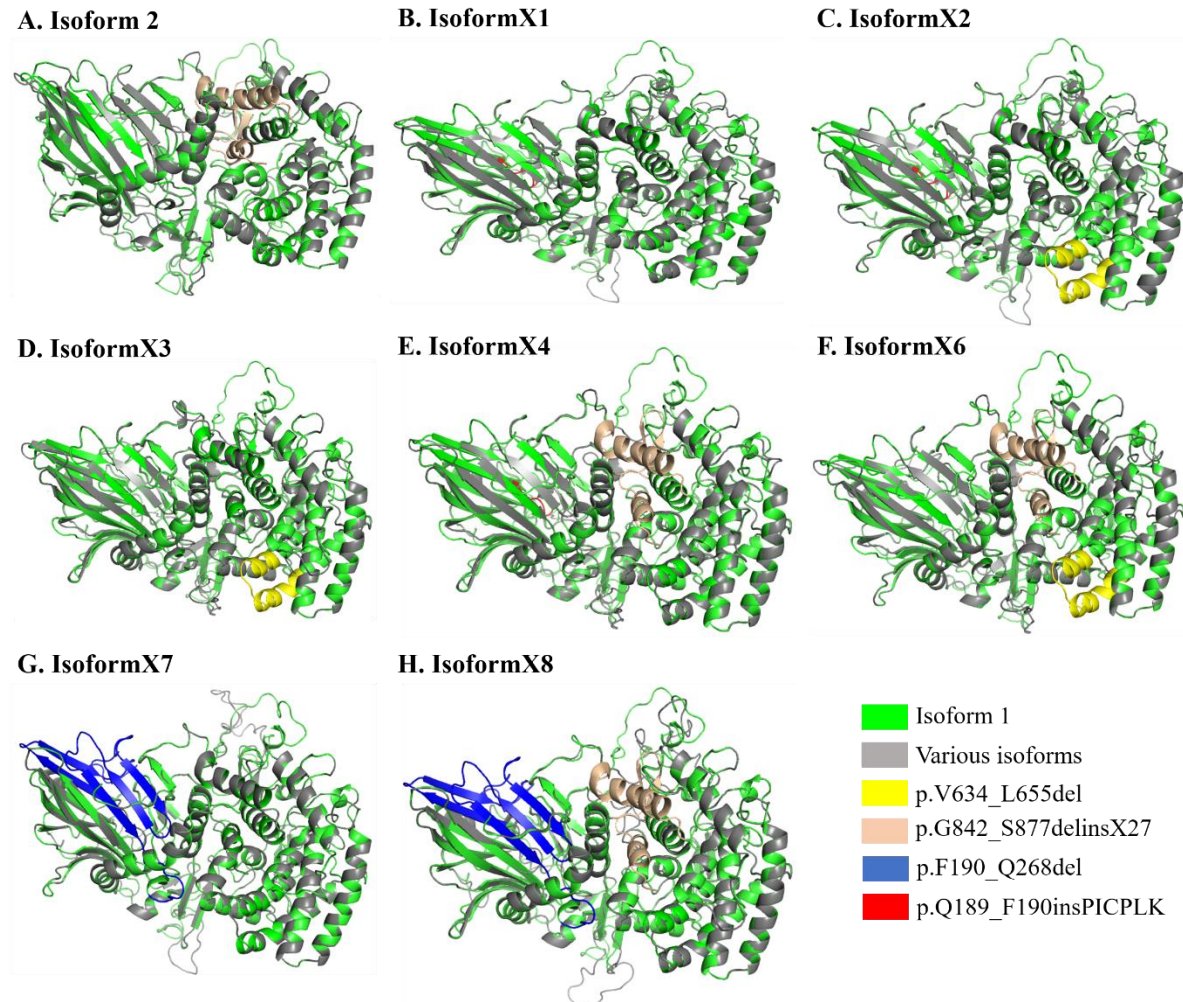 A. Isoform 2
B. IsoformX1
C. IsoformX2
D. IsoformX3
E. IsoformX4
F. IsoformX6
G. IsoformX7
H. IsoformX8
Isoform 1
Various isoforms
p.V634_L655del
p.G842_S877delinsX27
p.F190_Q268del
p.Q189_F190insPICPLK